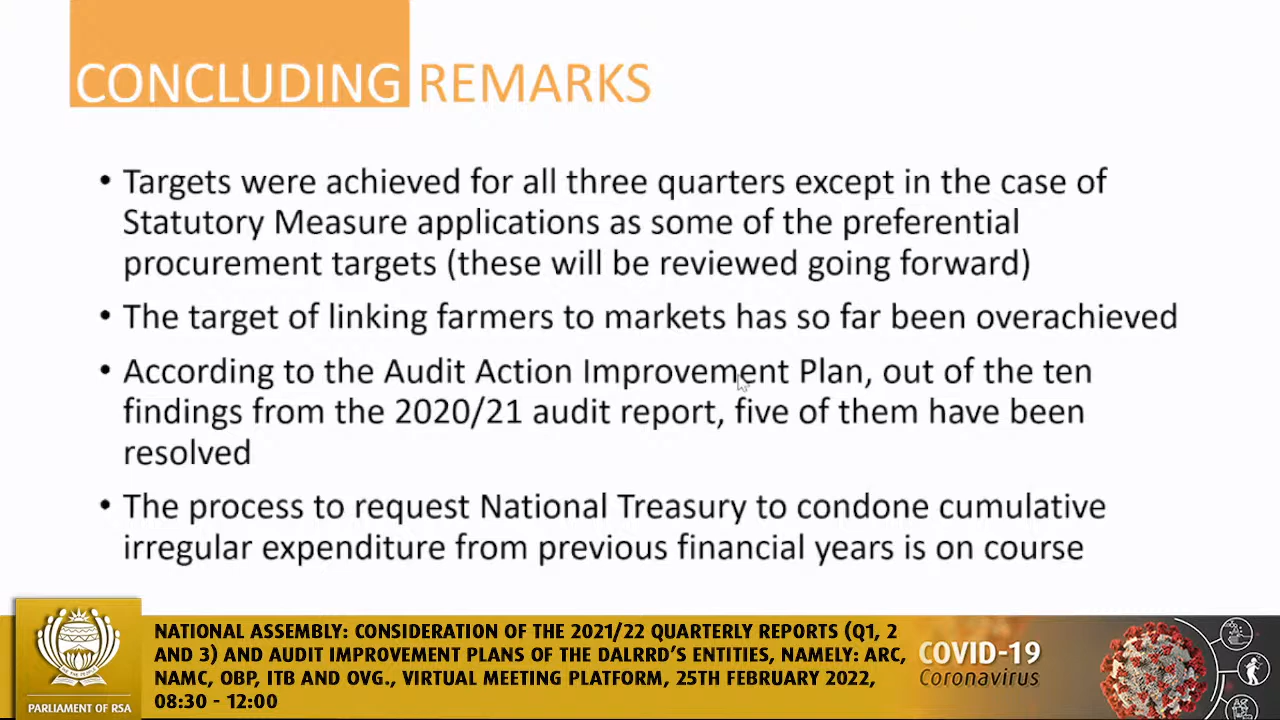 CONCLUDING REMARKS
• Targets were achieved for all three quarters except in the case of
Statutory Measure applications as some of the preferential
procurement targets (these will be reviewed going forward)
• The target of linking farmers to markets has so far been overachieved
• According to the Audit Action Improvement Plan, out of the ten
findings from the 2020/21 audit report, five of them have been
resolved
• The process to request National Treasury to condone cumulative
irregular expenditure from previous financial years is on course
PARLIAMENT OF RSA
NATIONAL ASSEMBLY: CONSIDERATION OF THE 2021/22 QUARTERLY REPORTS (Q1, 2
AND 3) AND AUDIT IMPROVEMENT PLANS OF THE DALRRD'S ENTITIES, NAMELY: ARC,
NAMC, OBP, ITB AND OVG., VIRTUAL MEETING PLATFORM, 25TH FEBRUARY 2022,
08:30 - 12:00
COVID-19
Coronavirus